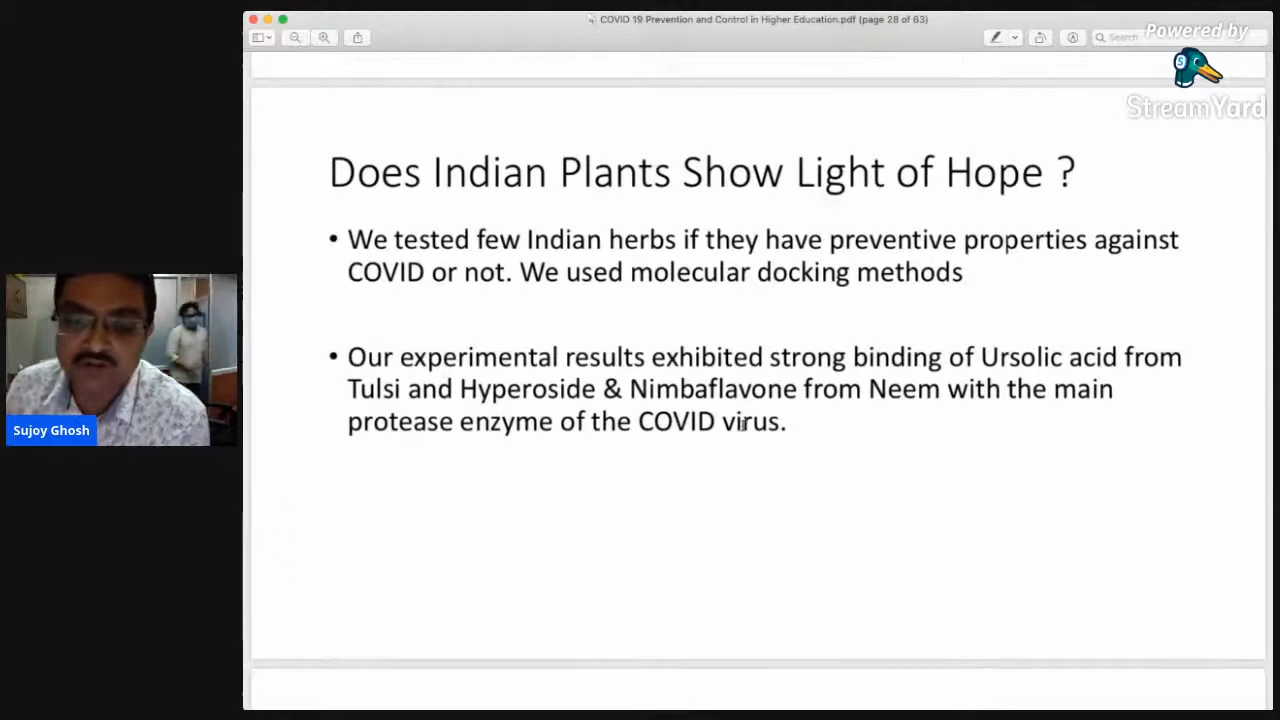 COVID 19 Prevention and Control in Higher Education.pdf (page 28 of 63)
Search
Powered by
StreamYard
Does Indian Plants Show Light of Hope ?
• We tested few Indian herbs if they have preventive properties against
COVID or not. We used molecular docking methods
• Our experimental results exhibited strong binding of Ursolic acid from
Tulsi and Hyperoside & Nimbaflavone from Neem with the main
protease enzyme of the COVID virus.
Sujoy Ghosh